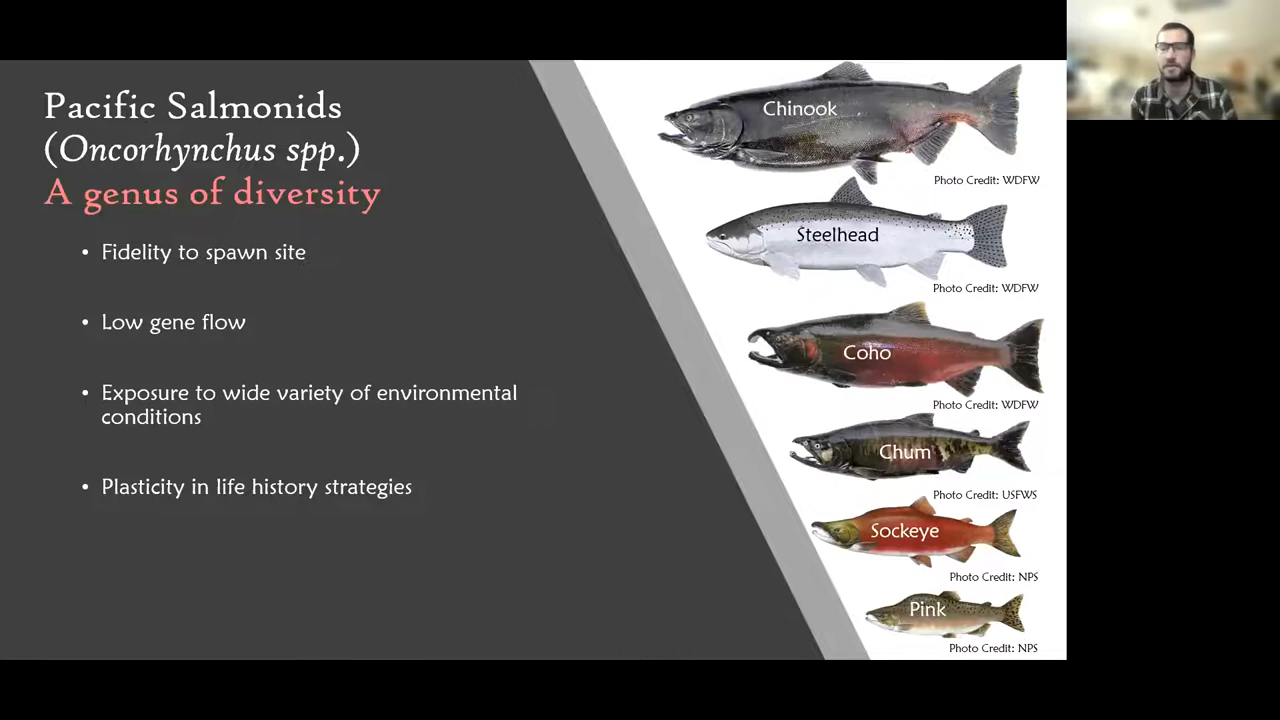 Pacific Salmonids
(Oncorhynchus spp.)
A genus of diversity
• Fidelity to spawn site
• Low gene flow
• Exposure to wide variety of environmental
conditions
• Plasticity in life history strategies
Chinook
Photo Credit: WDFW
Steelhead
Photo Credit: WDFW
Coho
Photo Credit: WDFW
Chum
Photo Credit: USFWS
Sockeye
Photo Credit: NPS
Pink
Photo Credit: NPS